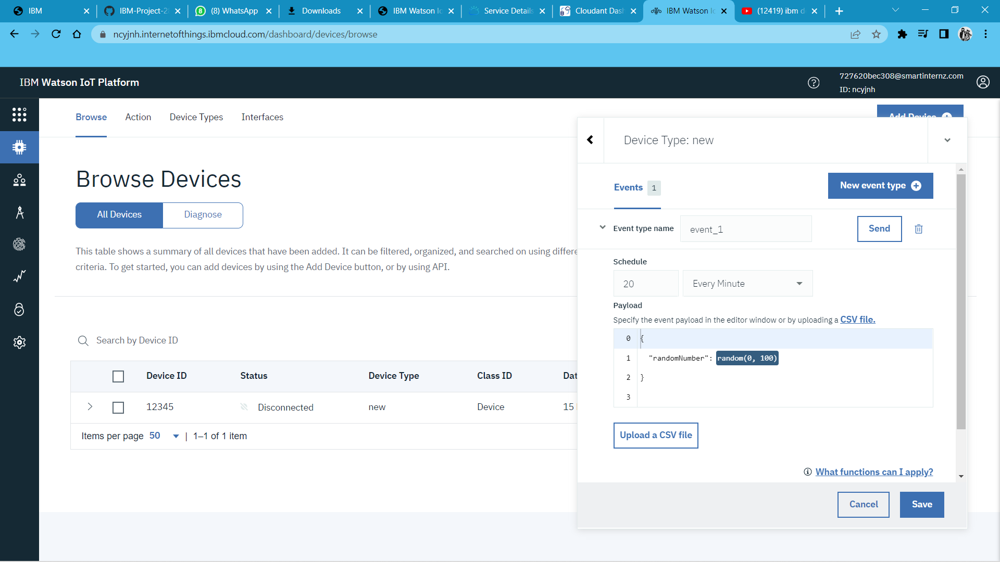 IBM
IBM-Project-2
(8) WhatsApp
Downloads
IBM Watson Io
Service Details
Cloudant Dash
IBM Watson Io
(12419) ibm d
ncyjnh.internetofthings.ibmcloud.com/dashboard/devices/browse
IBM Watson IoT Platform
727620bec308@smartinternz.com
ID: ncyjnh
Browse
Action
Device Types
Interfaces
Add Device
Device Type: new
Browse Devices
All Devices
Diagnose
This table shows a summary of all devices that have been added. It can be filtered, organized, and searched on using differe
criteria. To get started, you can add devices by using the Add Device button, or by using API.
Search by Device ID
Device ID Status Device Type Class ID Dat
12345 Disconnected new Device 15
Items per page 50 | 1–1 of 1 item
Events 1
New event type
Event type name event_1
Send
Schedule
20 Every Minute
Payload
Specify the event payload in the editor window or by uploading a CSV file.
0 {
1 "randomNumber": random(0, 100)
2 }
3
Upload a CSV file
What functions can I apply?
Cancel
Save